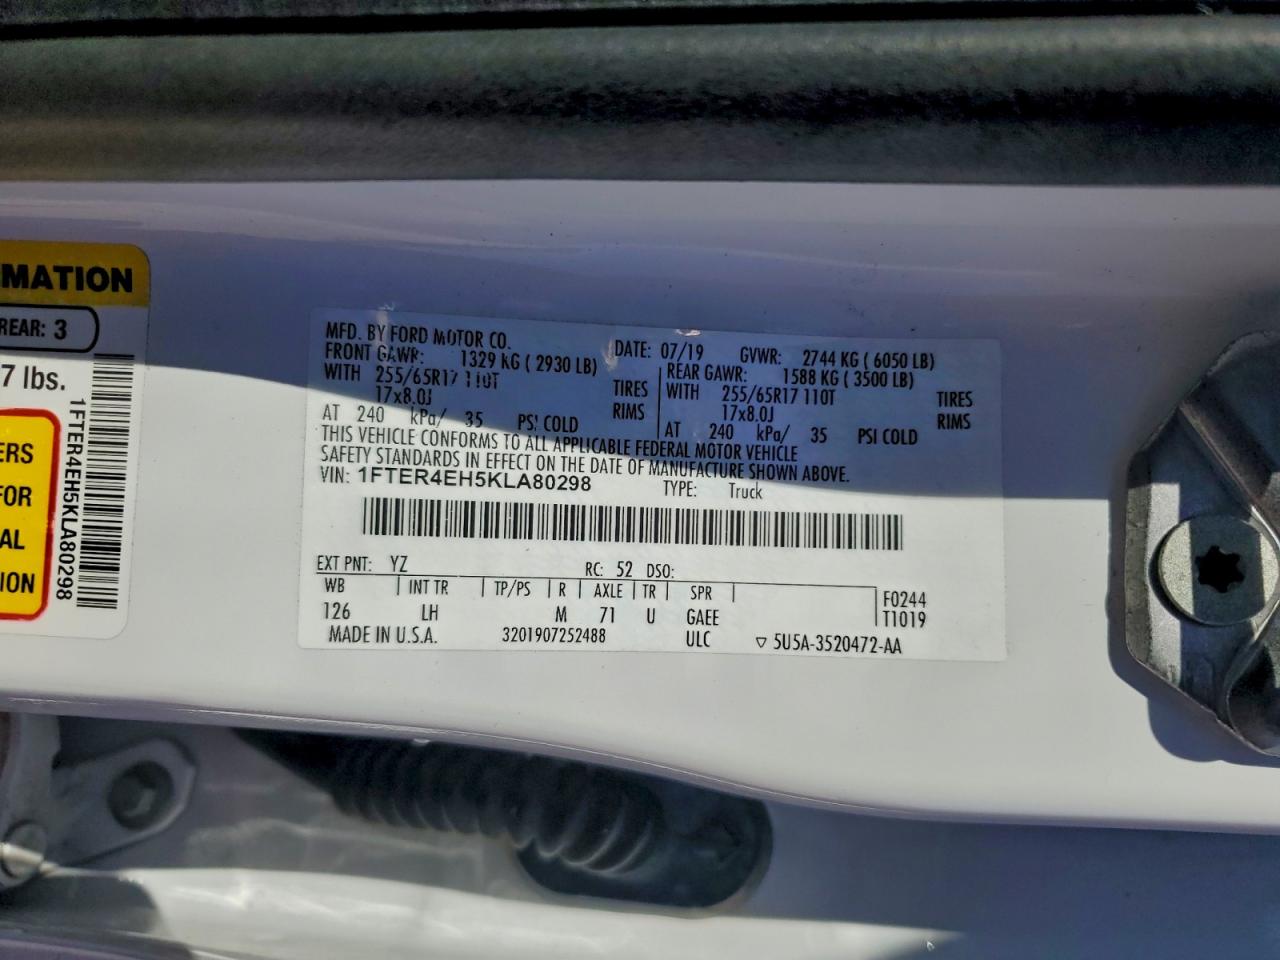 MATION
REAR: 3
7 lbs.
ERS
FOR
AL
ION
1FTER4EH5KLA80298
MFD. BY FORD MOTOR CO.
DATE: 07/19 GVWR: 2744 KG ( 6050 LB)
FRONT GAWR: 1329 KG ( 2930 LB) REAR GAWR: 1588 KG ( 3500 LB)
WITH 255/65R17 110T TIRES WITH 255/65R17 110T TIRES
17x8.0J RIMS 17x8.0J RIMS
AT 240 kPa/ 35 PSI COLD AT 240 kPa/ 35 PSI COLD
THIS VEHICLE CONFORMS TO ALL APPLICABLE FEDERAL MOTOR VEHICLE
SAFETY STANDARDS IN EFFECT ON THE DATE OF MANUFACTURE SHOWN ABOVE.
VIN: 1FTER4EH5KLA80298 TYPE: Truck
EXT PNT: YZ RC: 52 DSO:
WB INT TR TP/PS R AXLE TR SPR F0244
126 LH M 71 U GAEE T1019
MADE IN U.S.A. 3201907252488 ULC ▽ 5U5A-3520472-AA